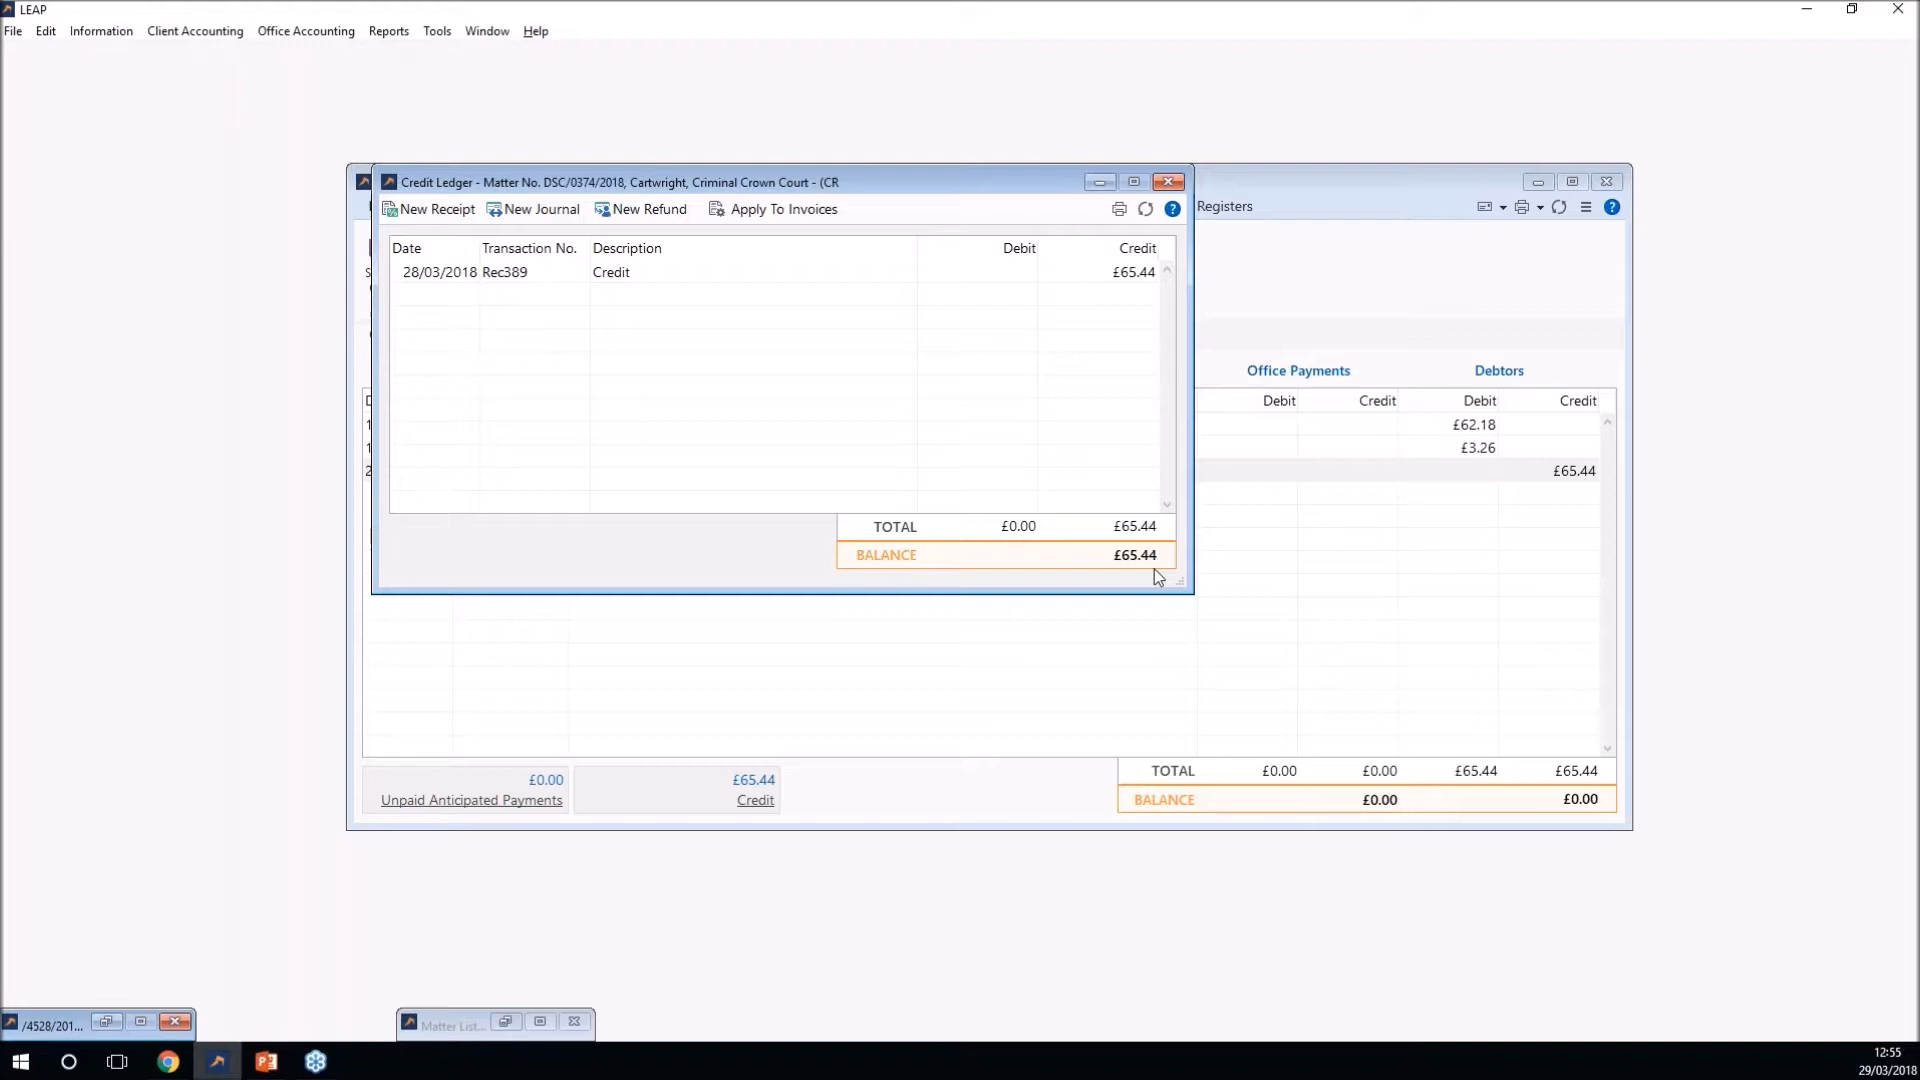 LEAP
File Edit Information Client Accounting Office Accounting Reports Tools Window Help
Credit Ledger - Matter No. DSC/0374/2018, Cartwright, Criminal Crown Court - (CR
New Receipt New Journal New Refund Apply To Invoices
Registers
Date Transaction No. Description Debit Credit
28/03/2018 Rec389 Credit £65.44
TOTAL £0.00 £65.44
BALANCE £65.44
Office Payments Debtors
Debit Credit Debit Credit
£62.18
£3.26
£65.44
£0.00
Unpaid Anticipated Payments
£65.44
Credit
TOTAL £0.00 £0.00 £65.44 £65.44
BALANCE £0.00 £0.00
/4528/201...
Matter List...
12:55
29/03/2018